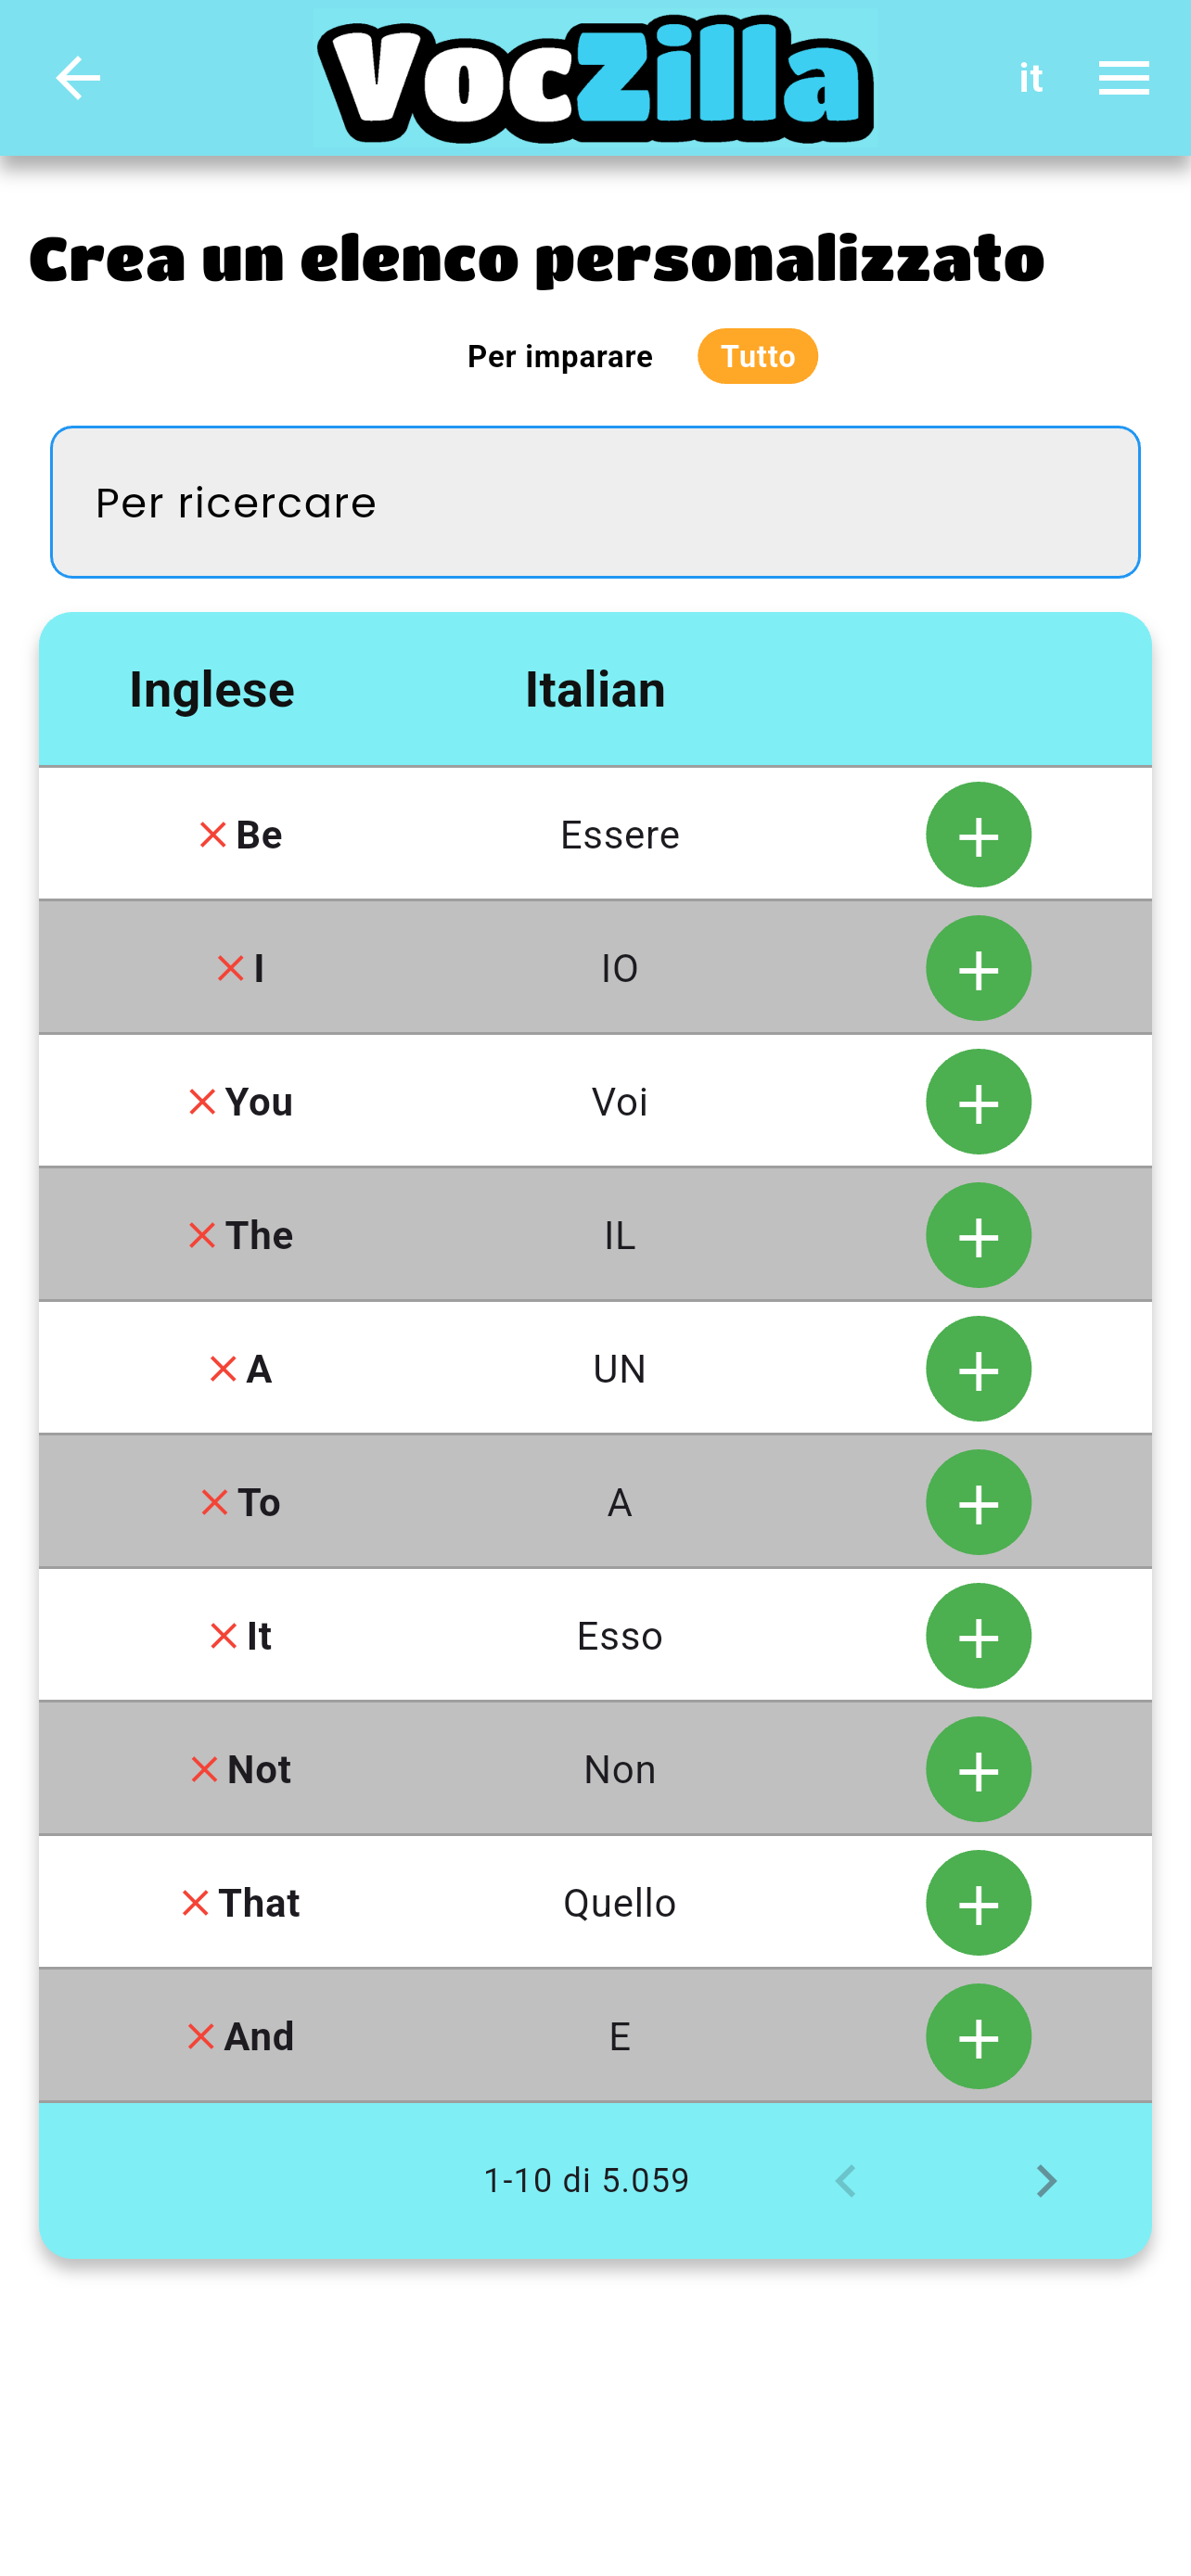 VocZilla
it
Crea un elenco personalizzato
Per imparare Tutto
Per ricercare
Inglese Italian
Be Essere
I IO
You Voi
The IL
A UN
To A
It Esso
Not Non
That Quello
And E
1-10 di 5.059